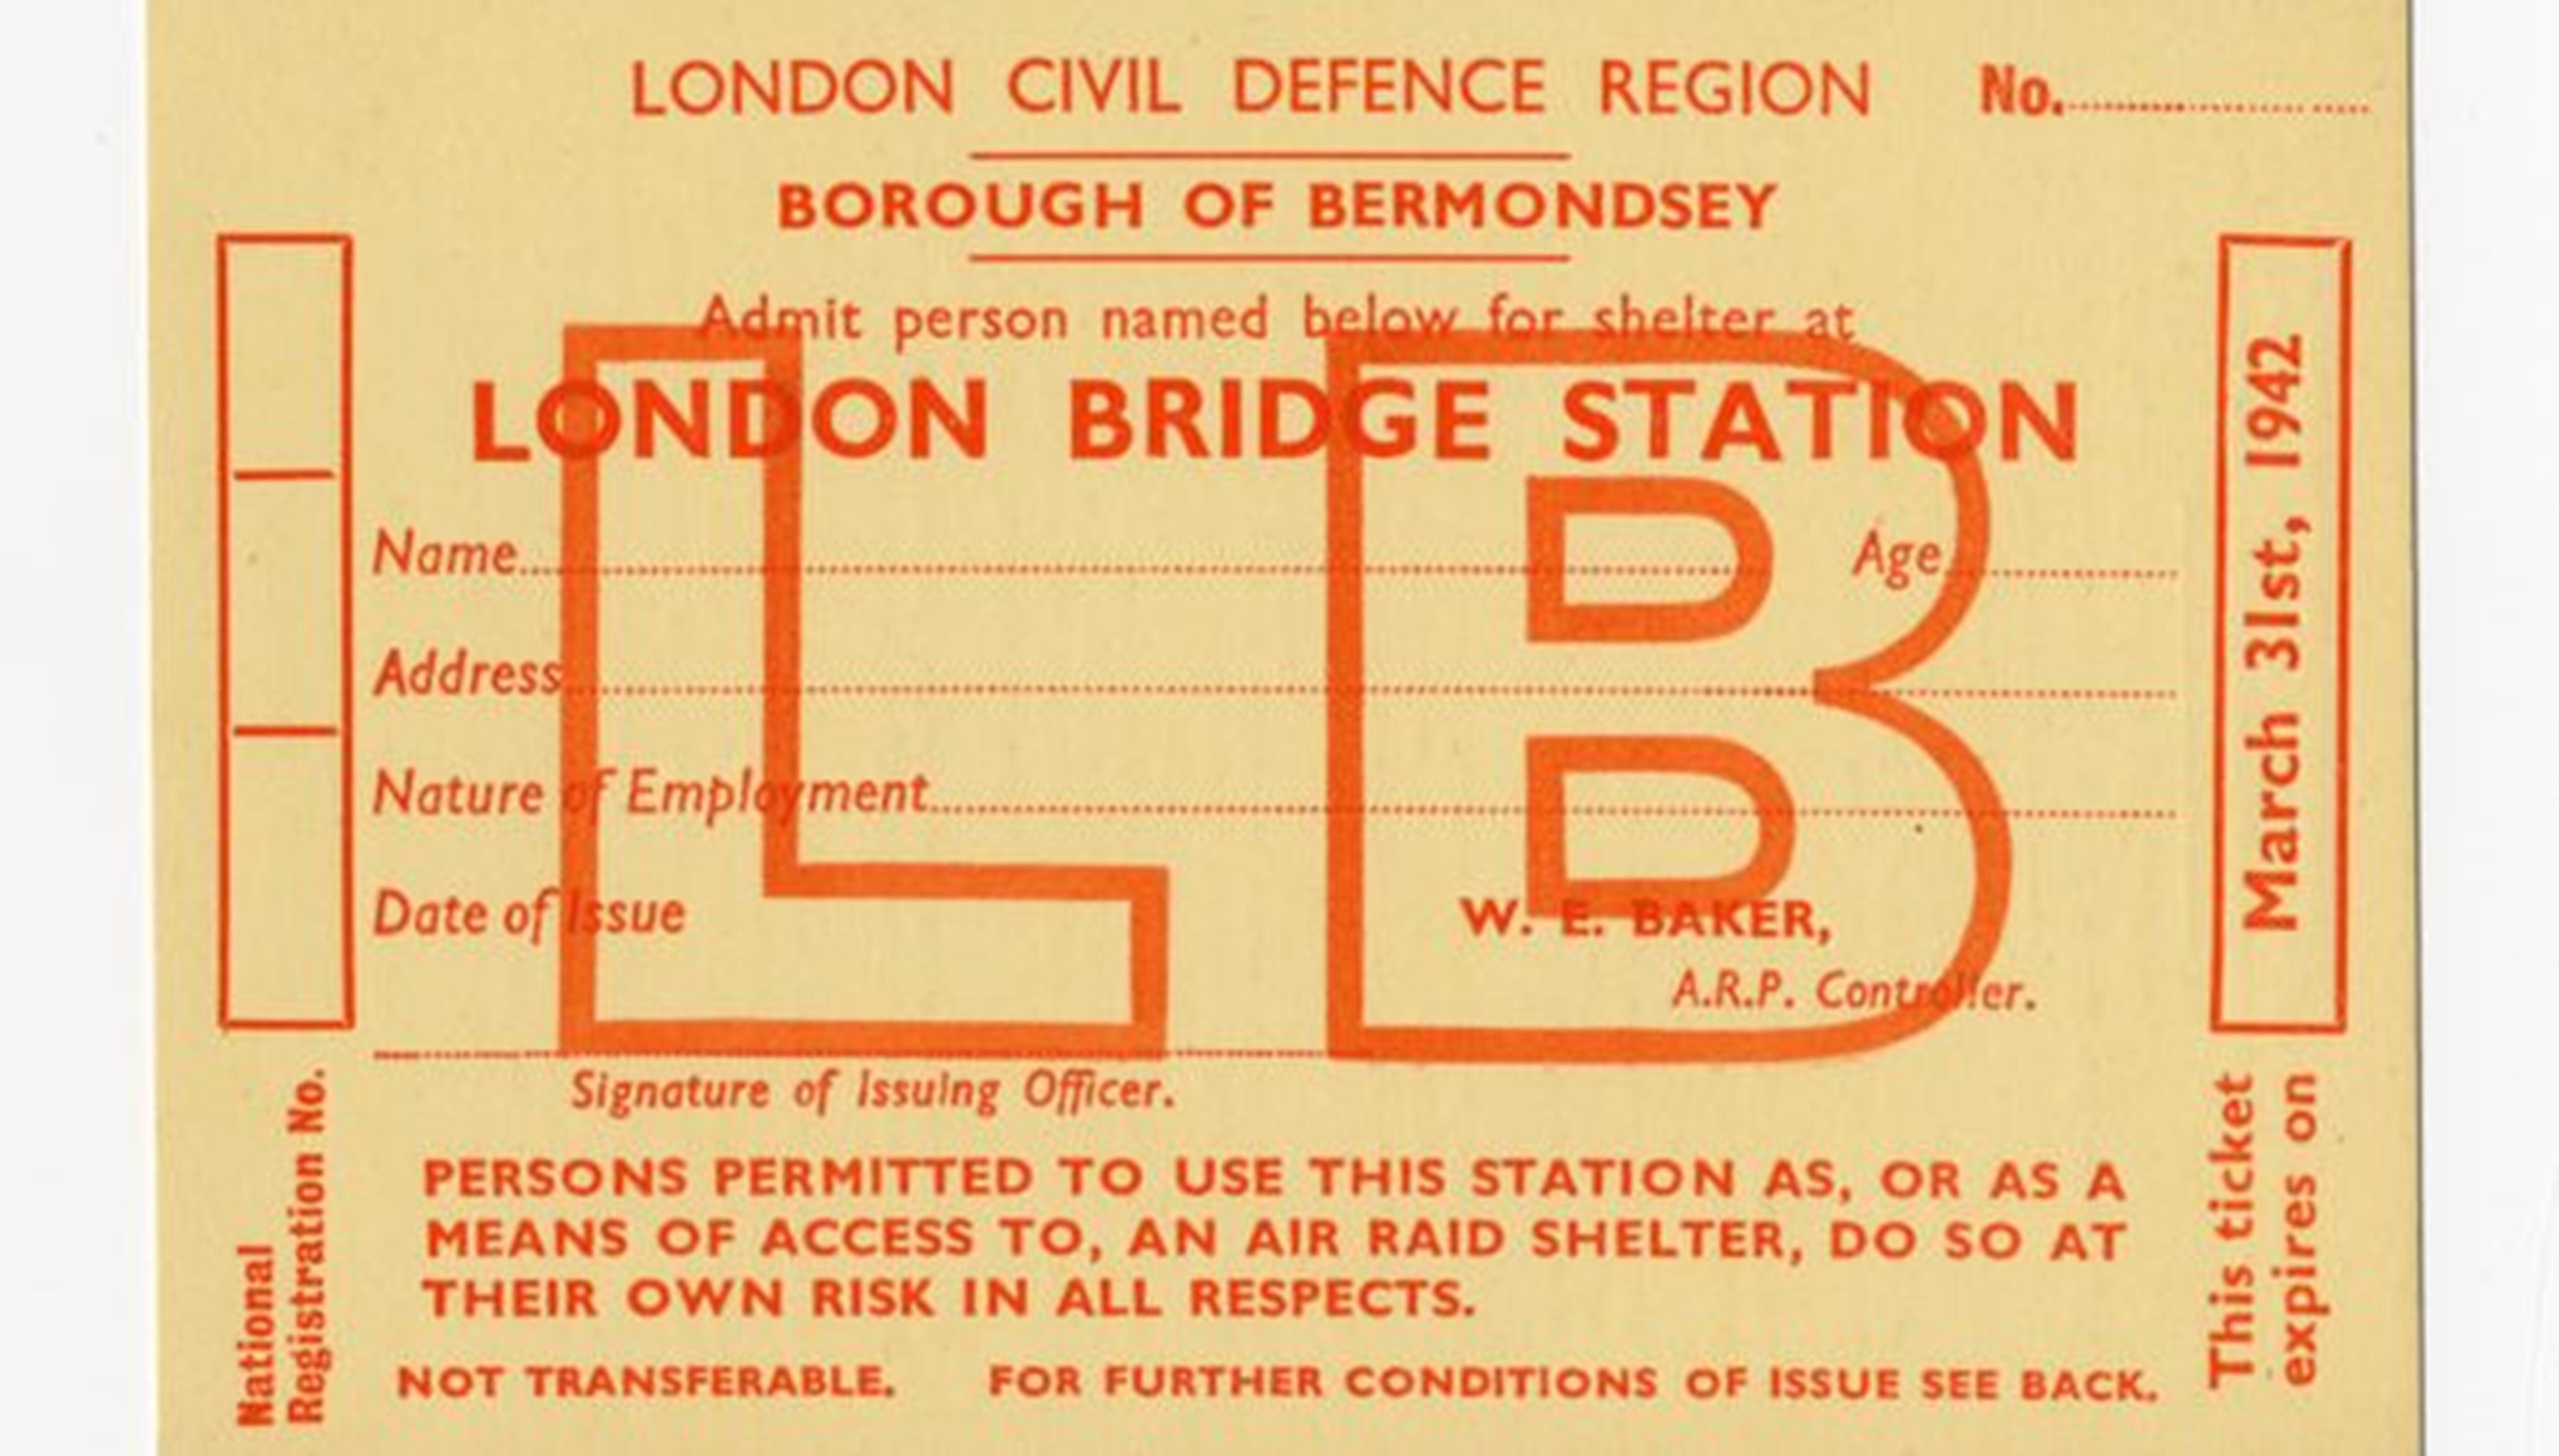 LONDON CIVIL DEFENCE REGION No.
BOROUGH OF BERMONDSEY
Admit person named below for shelter at
LONDON BRIDGE STATION
LB
Name Age
Address
Nature of Employment
Date of Issue
W. E. BAKER,
A.R.P. Controller.
Signature of Issuing Officer.
PERSONS PERMITTED TO USE THIS STATION AS, OR AS A
MEANS OF ACCESS TO, AN AIR RAID SHELTER, DO SO AT
THEIR OWN RISK IN ALL RESPECTS.
NOT TRANSFERABLE. FOR FURTHER CONDITIONS OF ISSUE SEE BACK.
National
Registration No.
This ticket
expires on
March 31st, 1942